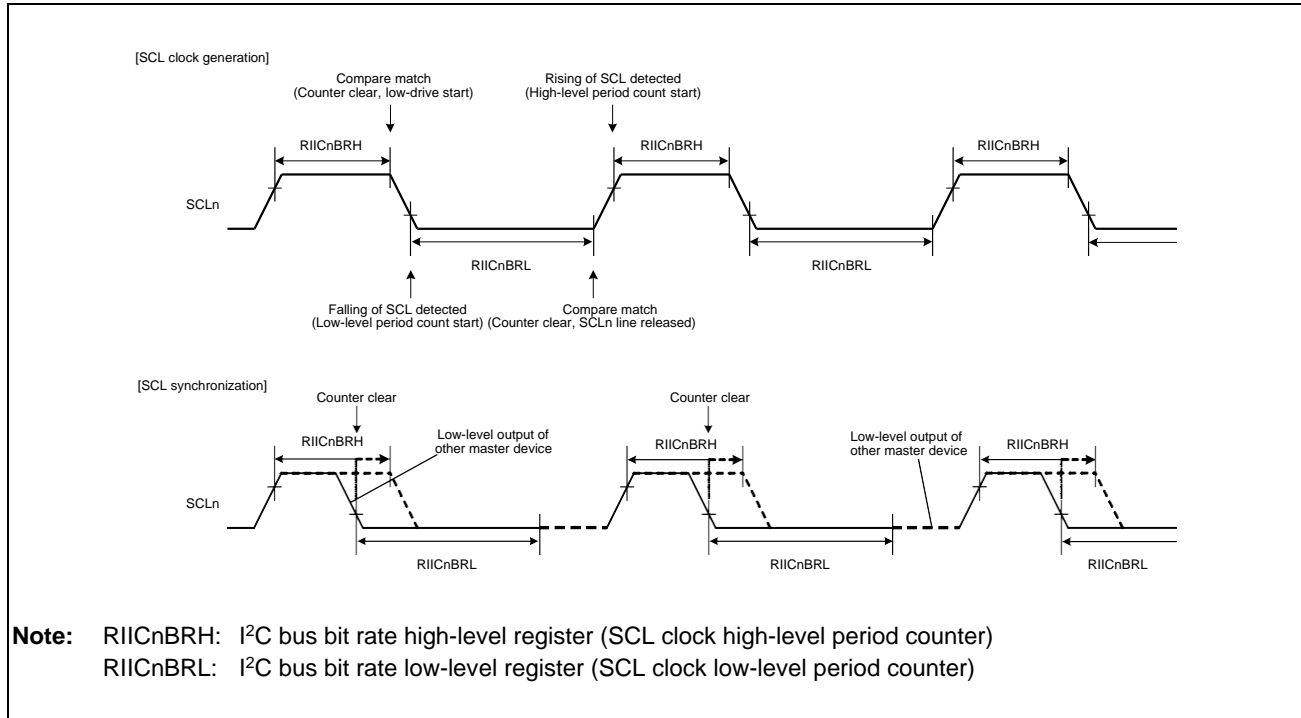 [SCL clock generation]
Compare match
(Counter clear, low-drive start)
Rising of SCL detected
(High-level period count start)
RIICnBRH
RIICnBRH
RIICnBRH
SCLn
RIICnBRL
RIICnBRL
Falling of SCL detected
(Low-level period count start)
Compare match
(Counter clear, SCLn line released)
[SCL synchronization]
Counter clear
Counter clear
RIICnBRH
Low-level output of
other master device
RIICnBRH
Low-level output of
other master device
RIICnBRH
SCLn
RIICnBRL
RIICnBRL
RIICnBRL
Note: RIICnBRH: I²C bus bit rate high-level register (SCL clock high-level period counter)
RIICnBRL: I²C bus bit rate low-level register (SCL clock low-level period counter)